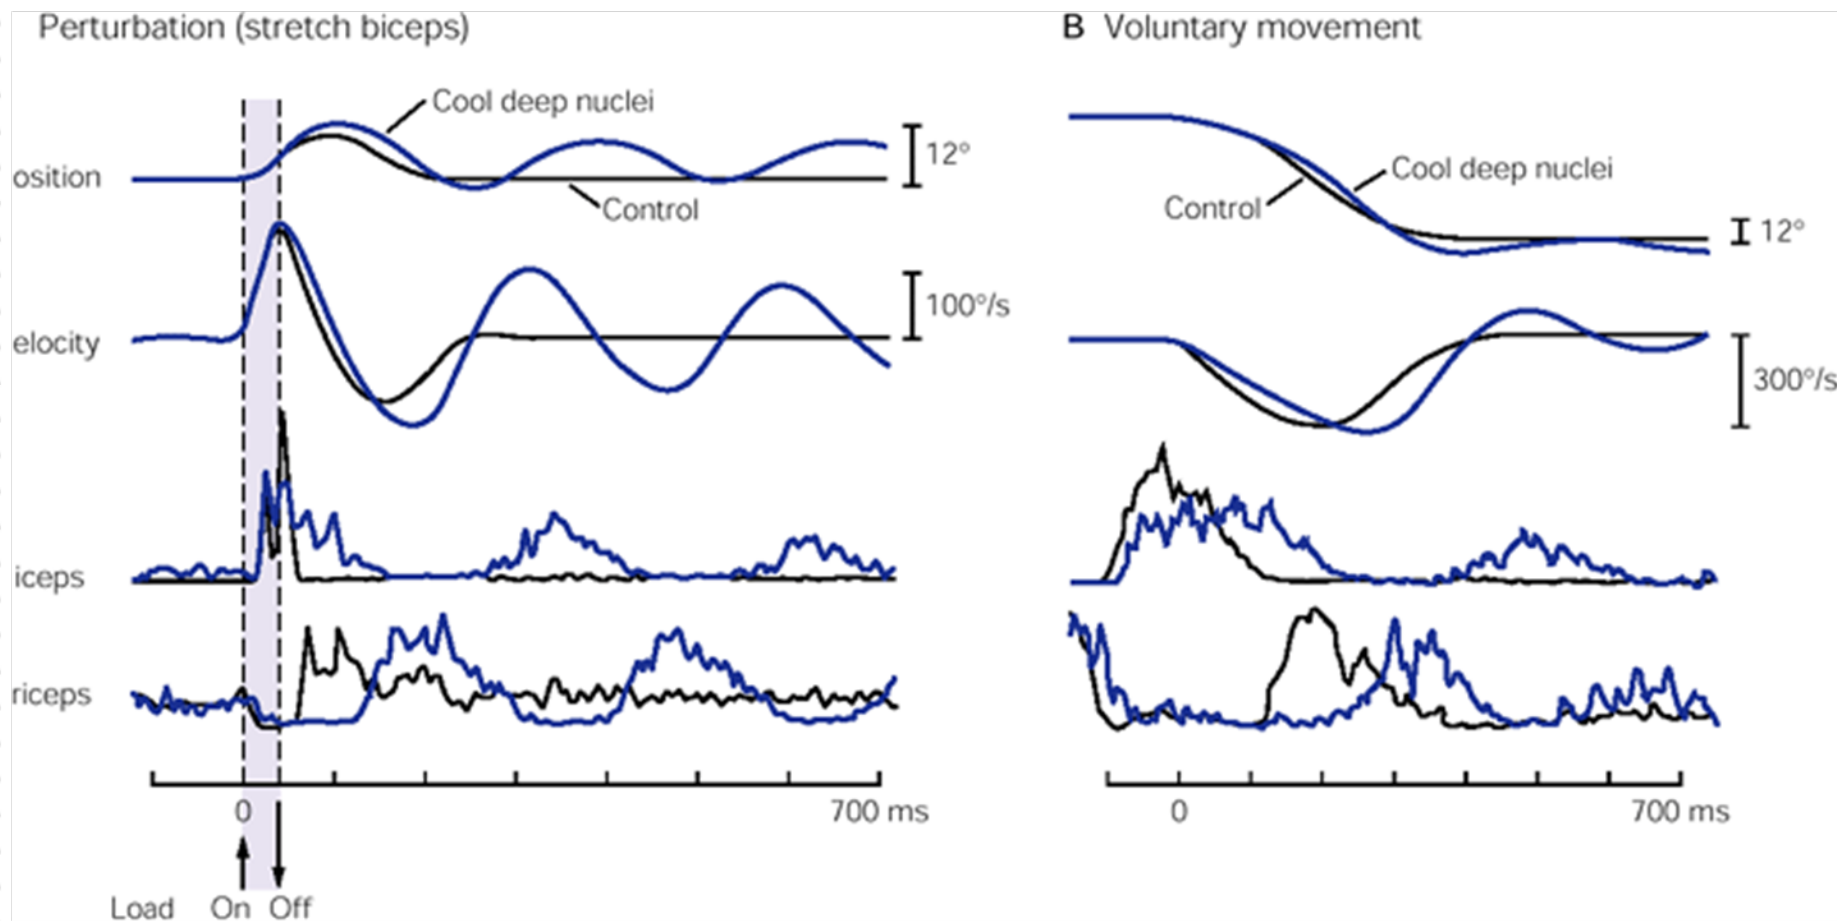 Perturbation (stretch biceps)
Cool deep nuclei
12°
osition
Control
100°/s
elocity
iceps
riceps
0
700 ms
Load On Off
B Voluntary movement
Cool deep nuclei
Control
12°
300°/s
0
700 ms